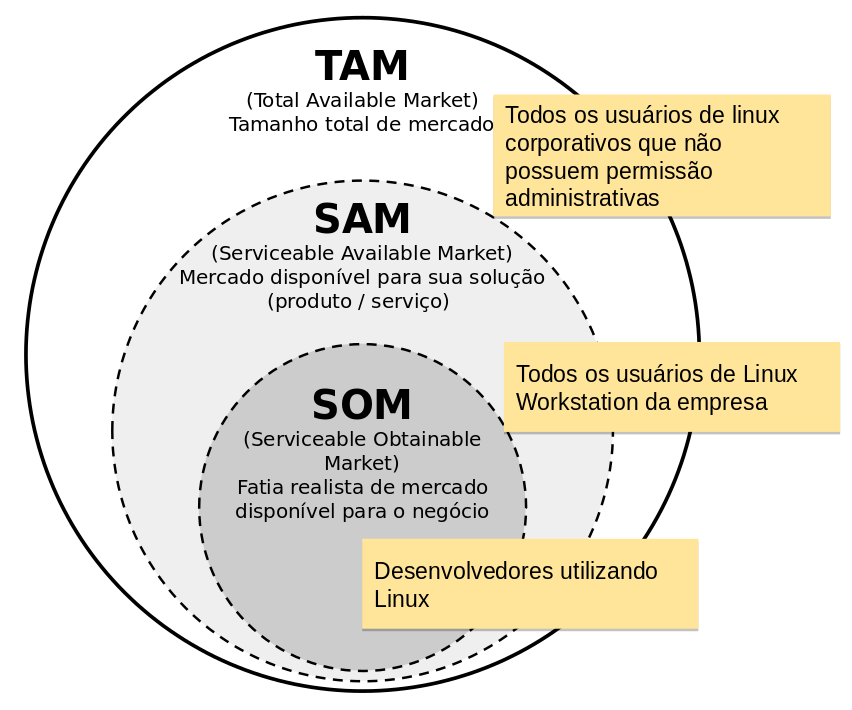 TAM
(Total Available Market)
Tamanho total de mercado
Todos os usuários de linux
corporativos que não
possuem permissão
administrativas
SAM
(Serviceable Available Market)
Mercado disponível para sua solução
(produto / serviço)
Todos os usuários de Linux
Workstation da empresa
SOM
(Serviceable Obtainable
Market)
Fatia realista de mercado
disponível para o negócio
Desenvolvedores utilizando
Linux